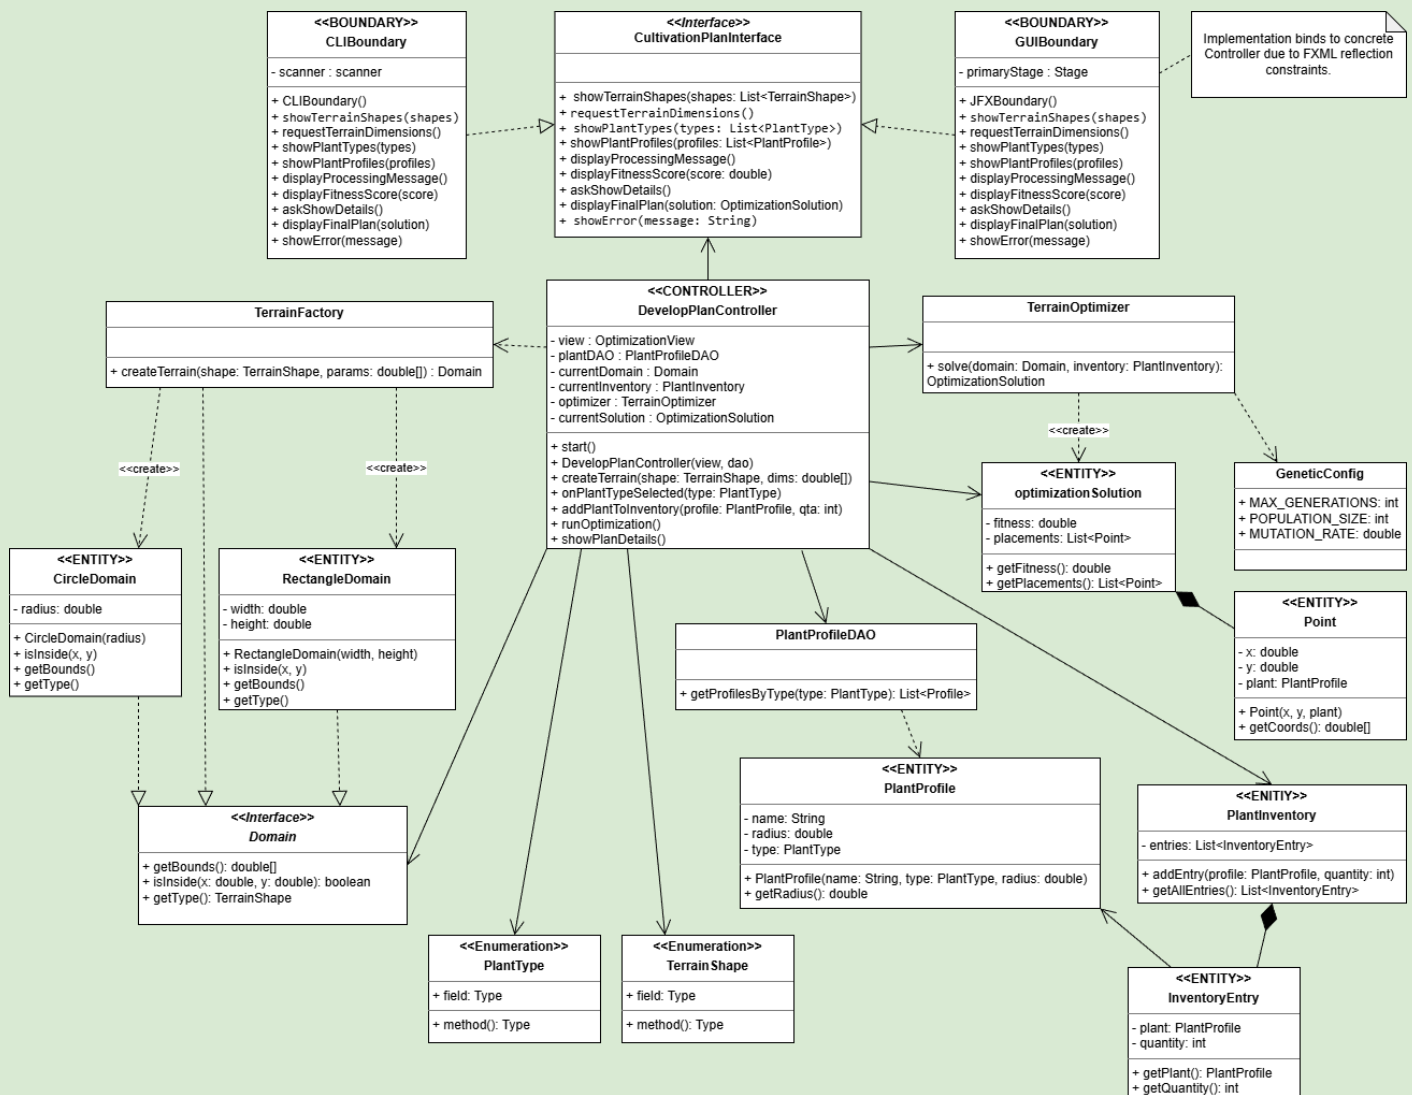 <<BOUNDARY>>
CLIBoundary
- scanner : scanner
+ CLIBoundary()
+ showTerrainShapes(shapes)
+ requestTerrainDimensions()
+ showPlantTypes(types)
+ showPlantProfiles(profiles)
+ displayProcessingMessage()
+ displayFitnessScore(score)
+ askShowDetails()
+ displayFinalPlan(solution)
+ showError(message)
<<Interface>>
CultivationPlanInterface
+ showTerrainShapes(shapes: List<TerrainShape>)
+ requestTerrainDimensions()
+ showPlantTypes(types: List<PlantType>)
+ showPlantProfiles(profiles: List<PlantProfile>)
+ displayProcessingMessage()
+ displayFitnessScore(score: double)
+ askShowDetails()
+ displayFinalPlan(solution: OptimizationSolution)
+ showError(message: String)
<<BOUNDARY>>
GUIBoundary
- primaryStage : Stage
+ JFXBoundary()
+ showTerrainShapes(shapes)
+ requestTerrainDimensions()
+ showPlantTypes(types)
+ showPlantProfiles(profiles)
+ displayProcessingMessage()
+ displayFitnessScore(score)
+ askShowDetails()
+ displayFinalPlan(solution)
+ showError(message)
Implementation binds to concrete
Controller due to FXML reflection
constraints.
TerrainFactory
+ createTerrain(shape: TerrainShape, params: double[]) : Domain
<<CONTROLLER>>
DevelopPlanController
- view : OptimizationView
- plantDAO : PlantProfileDAO
- currentDomain : Domain
- currentInventory : PlantInventory
- optimizer : TerrainOptimizer
- currentSolution : OptimizationSolution
+ start()
+ DevelopPlanController(view, dao)
+ createTerrain(shape: TerrainShape, dims: double[])
+ onPlantTypeSelected(type: PlantType)
+ addPlantToInventory(profile: PlantProfile, qta: int)
+ runOptimization()
+ showPlanDetails()
TerrainOptimizer
+ solve(domain: Domain, inventory: PlantInventory):
OptimizationSolution
<<create>>
<<create>>
<<create>>
<<ENTITY>>
optimizationSolution
- fitness: double
- placements: List<Point>
+ getFitness(): double
+ getPlacements(): List<Point>
GeneticConfig
+ MAX_GENERATIONS: int
+ POPULATION_SIZE: int
+ MUTATION_RATE: double
<<ENTITY>>
CircleDomain
- radius: double
+ CircleDomain(radius)
+ isInside(x, y)
+ getBounds()
+ getType()
<<ENTITY>>
RectangleDomain
- width: double
- height: double
+ RectangleDomain(width, height)
+ isInside(x, y)
+ getBounds()
+ getType()
<<ENTITY>>
Point
- x: double
- y: double
- plant: PlantProfile
+ Point(x, y, plant)
+ getCoords(): double[]
PlantProfileDAO
+ getProfilesByType(type: PlantType): List<Profile>
<<ENTITY>>
PlantProfile
- name: String
- radius: double
- type: PlantType
+ PlantProfile(name: String, type: PlantType, radius: double)
+ getRadius(): double
<<ENITIY>>
PlantInventory
- entries: List<InventoryEntry>
+ addEntry(profile: PlantProfile, quantity: int)
+ getAllEntries(): List<InventoryEntry>
<<Interface>>
Domain
+ getBounds(): double[]
+ isInside(x: double, y: double): boolean
+ getType(): TerrainShape
<<Enumeration>>
PlantType
+ field: Type
+ method(): Type
<<Enumeration>>
TerrainShape
+ field: Type
+ method(): Type
<<ENTITY>>
InventoryEntry
- plant: PlantProfile
- quantity: int
+ getPlant(): PlantProfile
+ getQuantity(): int